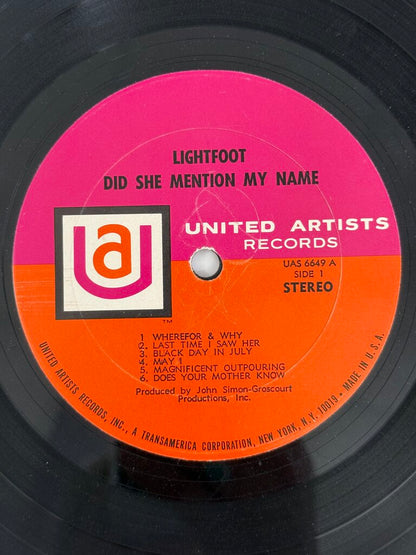 LIGHTFOOT
DID SHE MENTION MY NAME
ua
UNITED ARTISTS
RECORDS
UAS 6649 A
SIDE 1
STEREO
TM
1 WHEREFOR & WHY
2. LAST TIME I SAW HER
3. BLACK DAY IN JULY
4. MAY I
5. MAGNIFICENT OUTPOURING
6. DOES YOUR MOTHER KNOW
Produced by John Simon-Groscourt
Productions, Inc.
UNITED ARTISTS RECORDS, INC., A TRANSAMERICA CORPORATION, NEW YORK, N. Y. 10019 • MADE IN U.S.A.